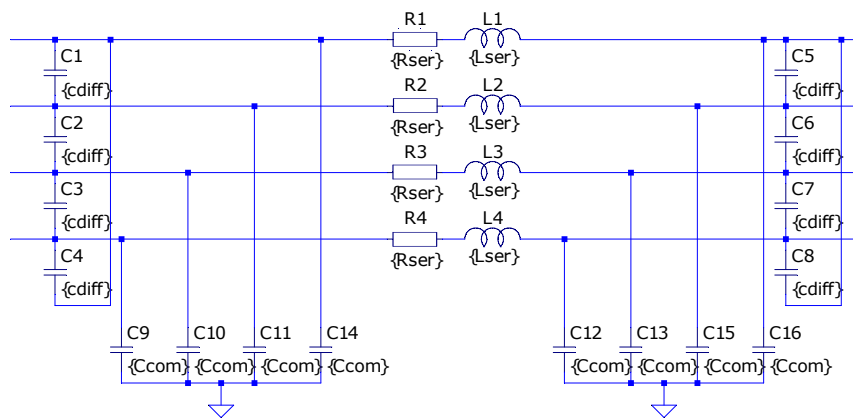 R1 L1
C1 C5
{Rser} {Lser}
{cdiff} {cdiff}
R2 L2
C2 C6
{Rser} {Lser}
{cdiff} {cdiff}
R3 L3
C3 C7
{Rser} {Lser}
{cdiff} {cdiff}
R4 L4
C4 C8
{Rser} {Lser}
{cdiff} {cdiff}
C9 C10 C11 C14 C12 C13 C15 C16
{Ccom} {Ccom} {Ccom} {Ccom} {Ccom} {Ccom} {Ccom} {Ccom}